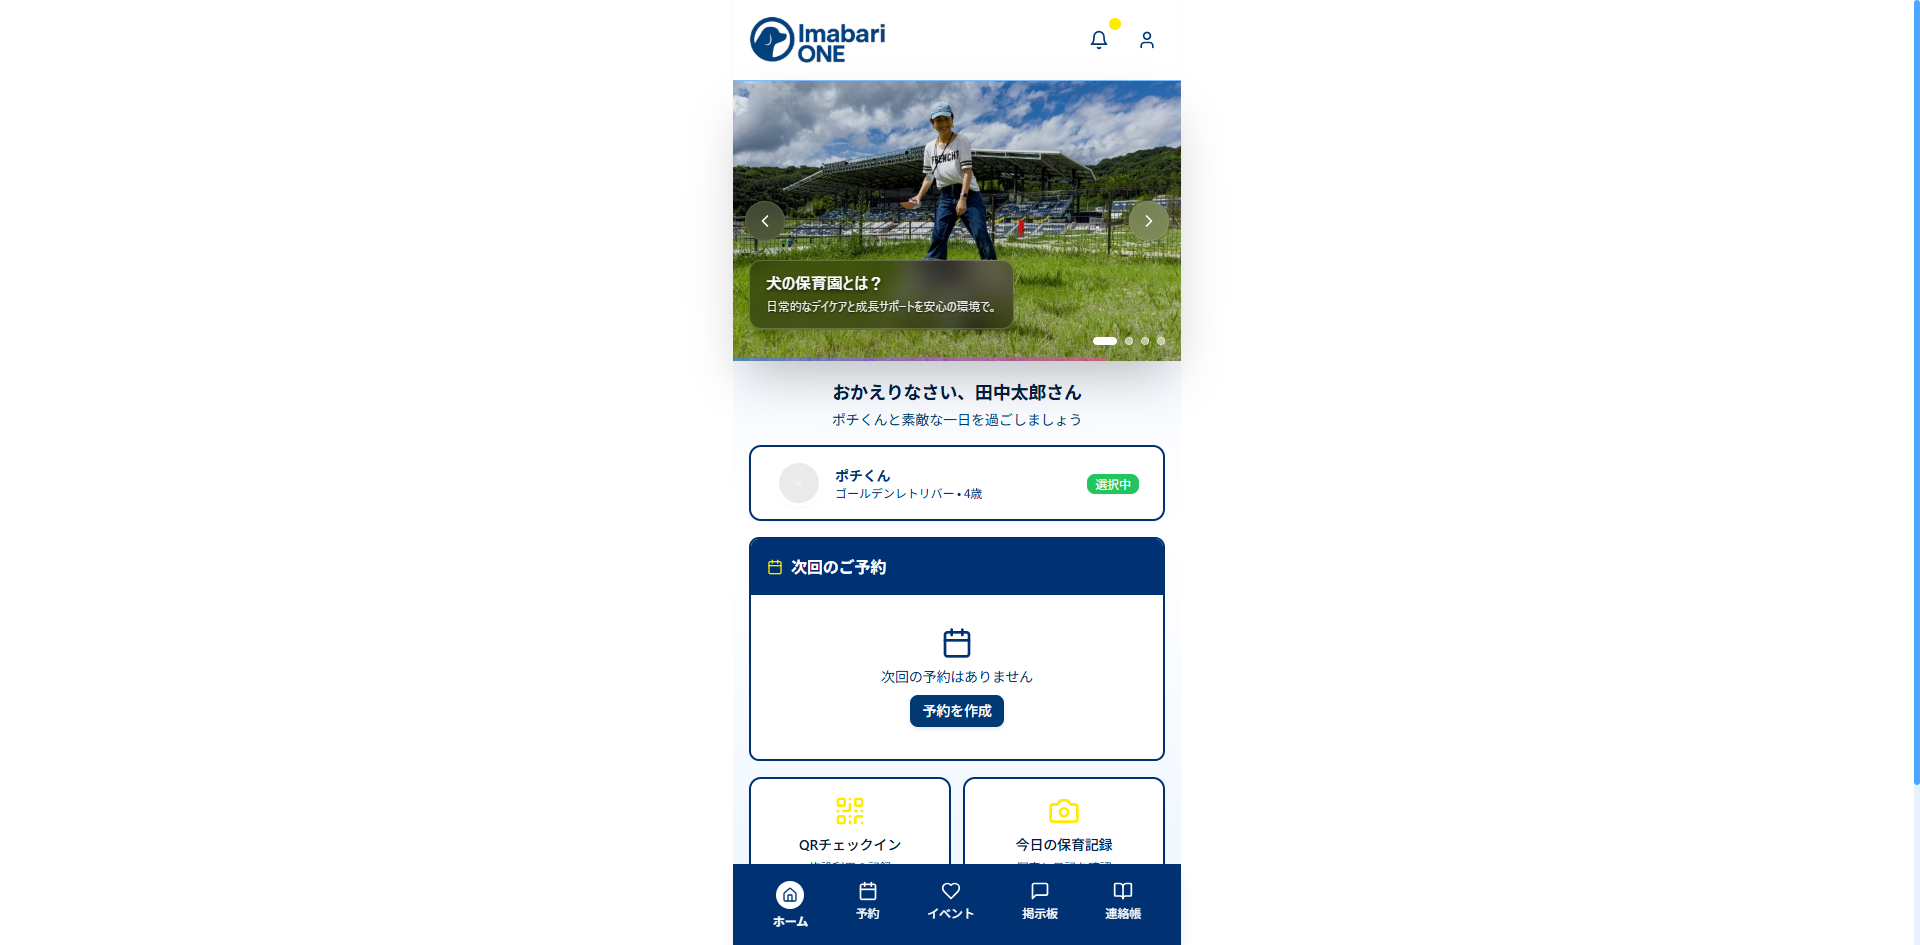 Imabari
ONE
FRENCHT
犬の保育園とは？
日常的なデイケアと成長サポートを安心の環境で。
おかえりなさい、田中太郎さん
ポチくんと素敵な一日を過ごしましょう
ポチくん
ゴールデンレトリバー • 4歳
選択中
次回のご予約
次回の予約はありません
予約を作成
QRチェックイン
今日の保育記録
ホーム
予約
イベント
掲示板
連絡帳